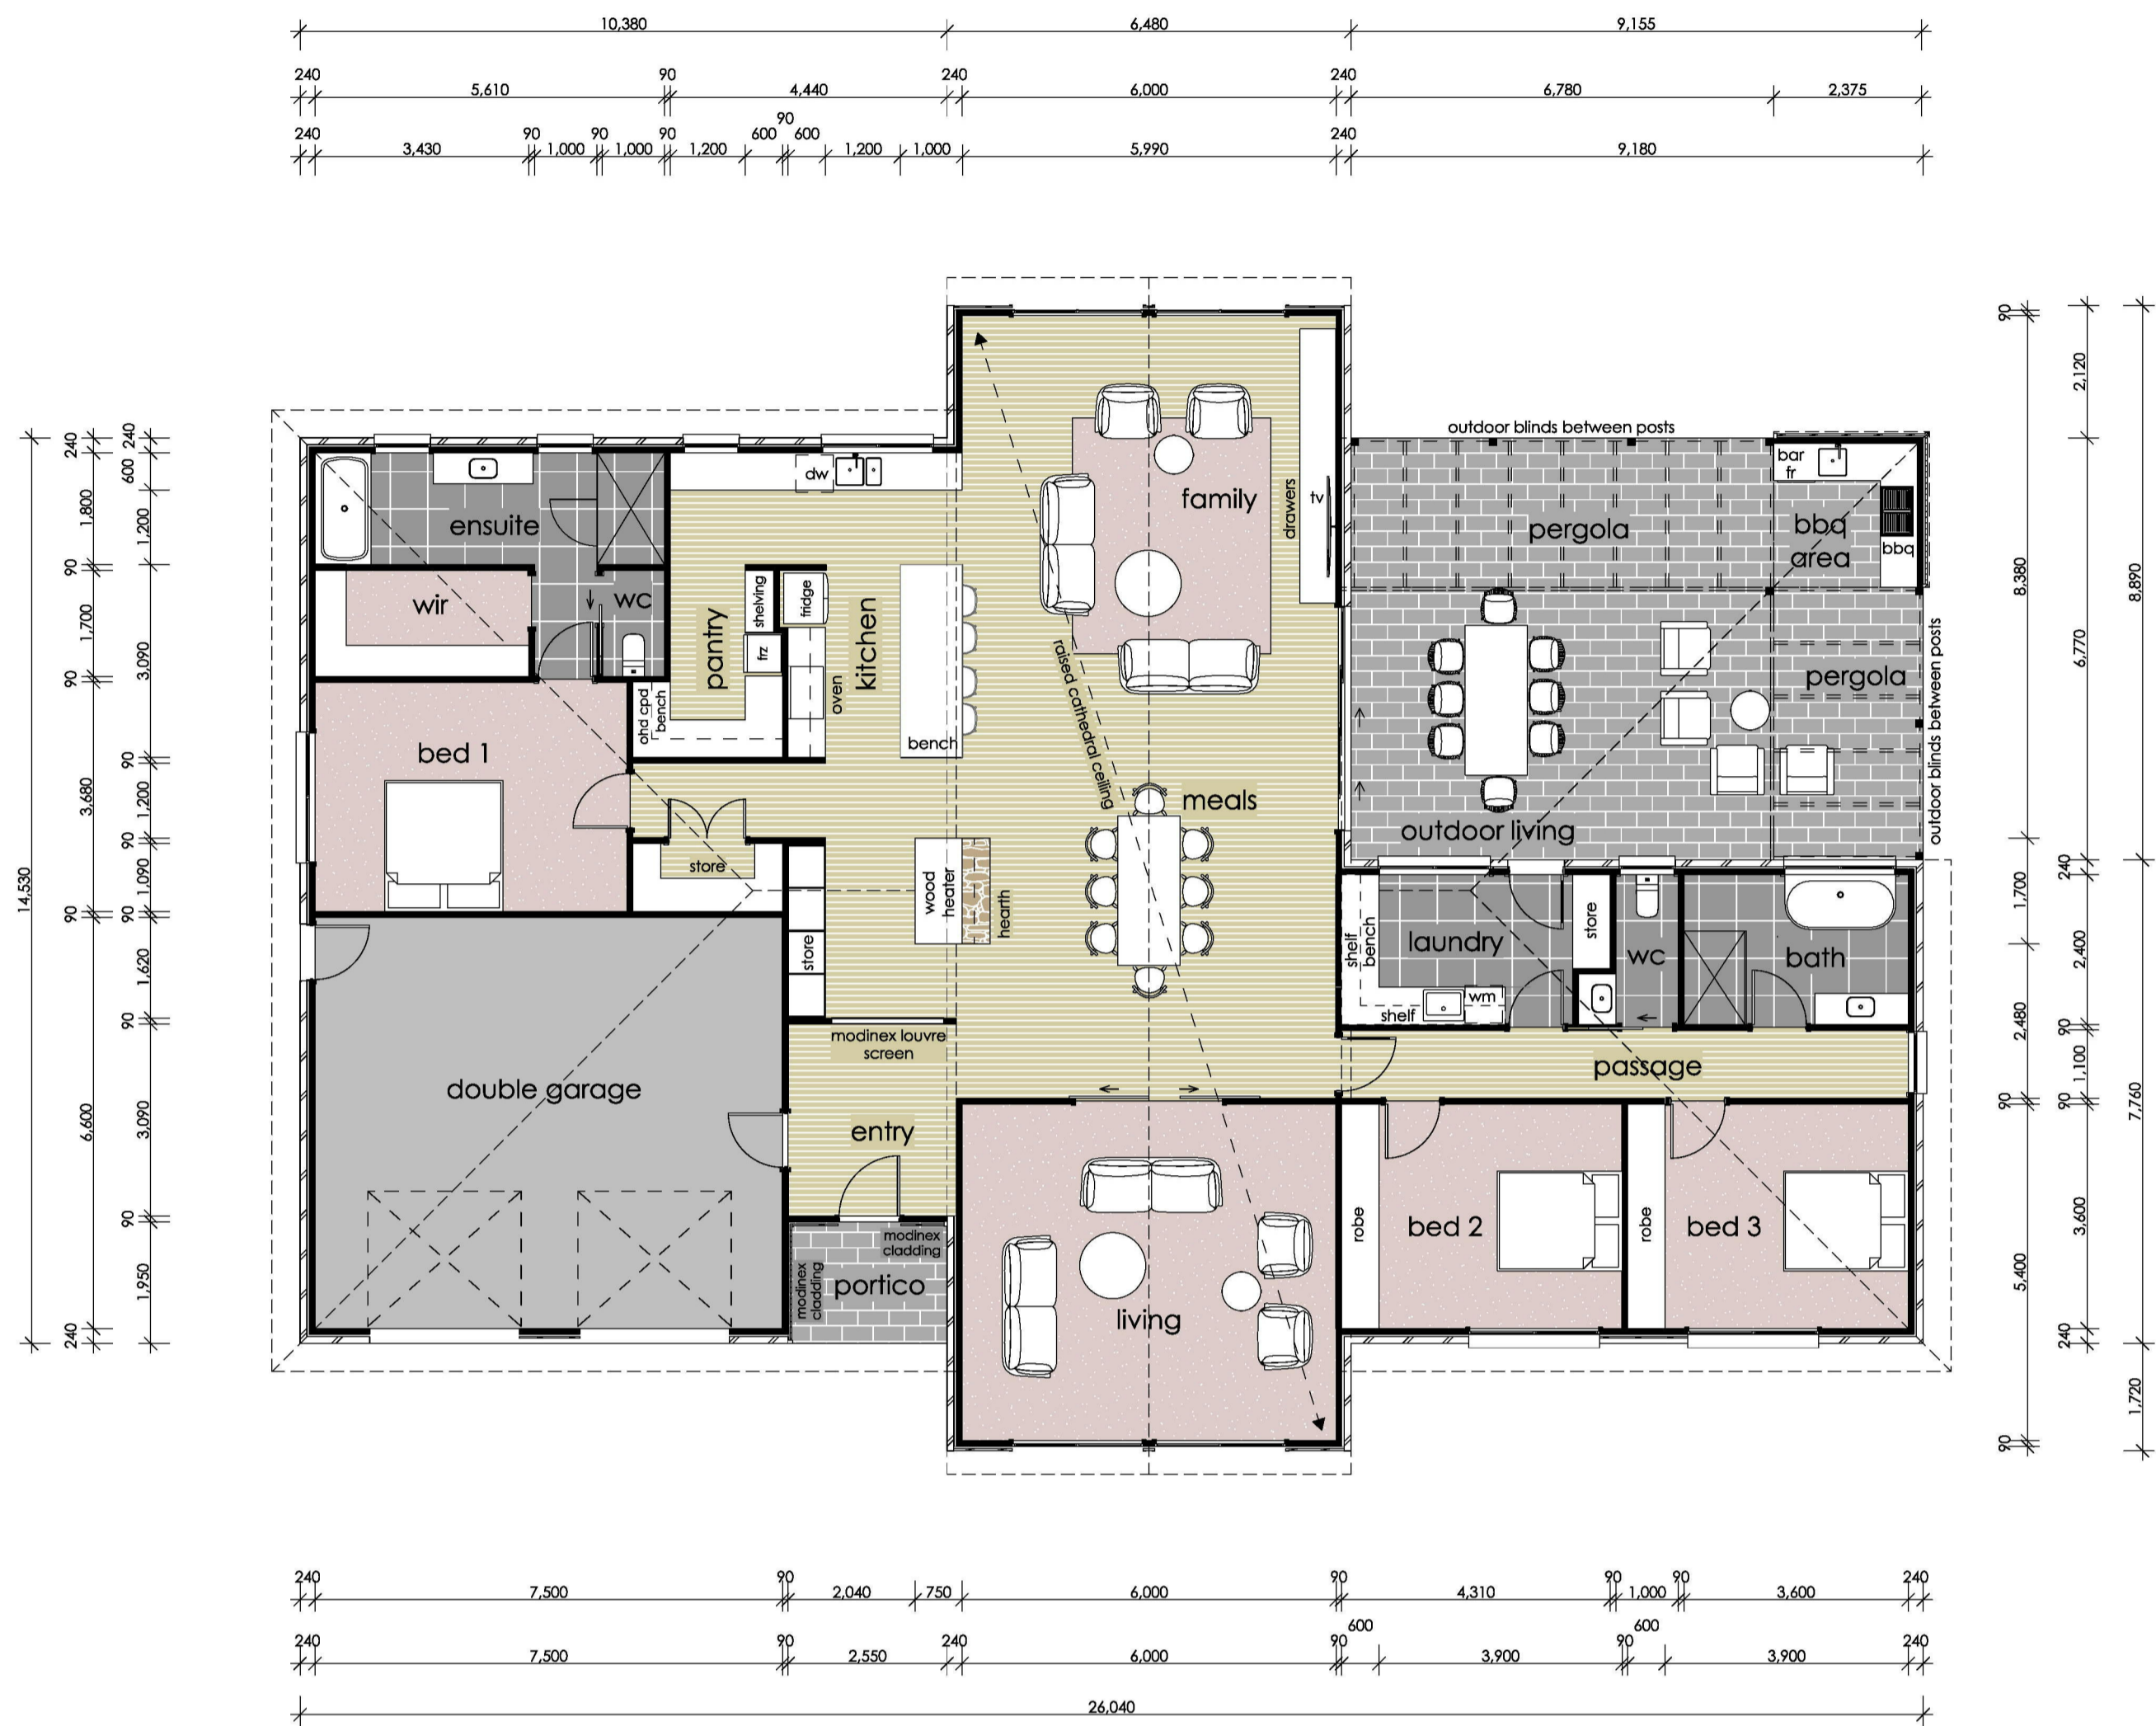 10,380 6,480 9,155
240 5,610 90 4,440 240 6,000 240 6,780 2,375
240 3,430 90 1,000 90 1,000 90 1,200 600 90 600 1,200 1,000 5,990 240 9,180
14,530
240 1,800 90 1,700 90 3,680 90 6,600 240
240 600 1,200 3,090 90 1,200 90 1,090 90 1,620 90 3,090 90 1,950
ensuite
wir
wc
bed 1
dw
pantry
shelving
frz
fridge
kitchen
oven
ohd cpd
bench
bench
store
store
wood
heater
hearth
double garage
modinex louvre
screen
entry
modinex
cladding
modinex
cladding
portico
family
drawers
tv
raised cathedral ceiling
meals
living
outdoor blinds between posts
pergola
bar
fr
bbq
area
bbq
pergola
outdoor blinds between posts
outdoor living
shelf
bench
laundry
shelf
wm
store
wc
bath
passage
robe
bed 2
robe
bed 3
90 8,380 1,700 2,480 90 5,400 90
2,120 6,770 240 2,400 90 1,100 90 3,600 240
8,890 7,760 1,720
240 7,500 90 2,040 750 6,000 90 4,310 90 1,000 90 3,600 240
240 7,500 90 2,550 240 6,000 90 600 3,900 90 600 3,900 240
26,040